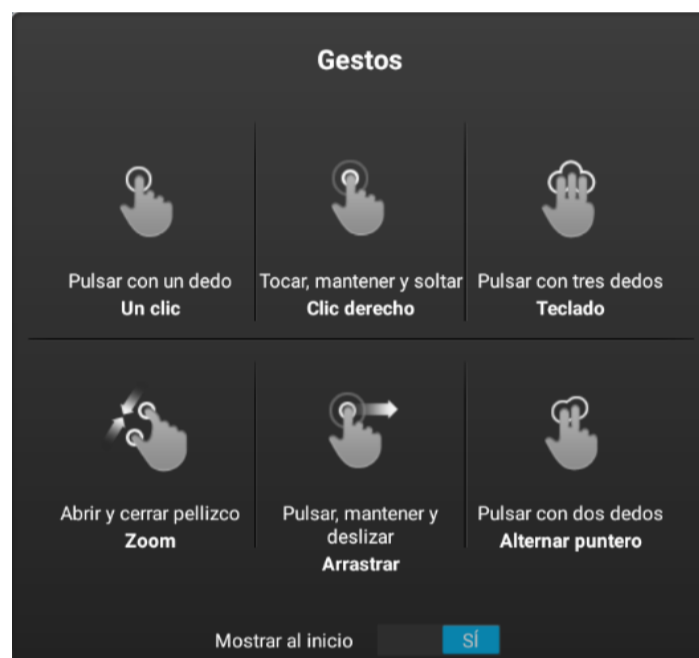 Gestos
Pulsar con un dedo
Un clic
Tocar, mantener y soltar
Clic derecho
Pulsar con tres dedos
Teclado
Abrir y cerrar pellizco
Zoom
Pulsar, mantener y
deslizar
Arrastrar
Pulsar con dos dedos
Alternar puntero
Mostrar al inicio
SÍ